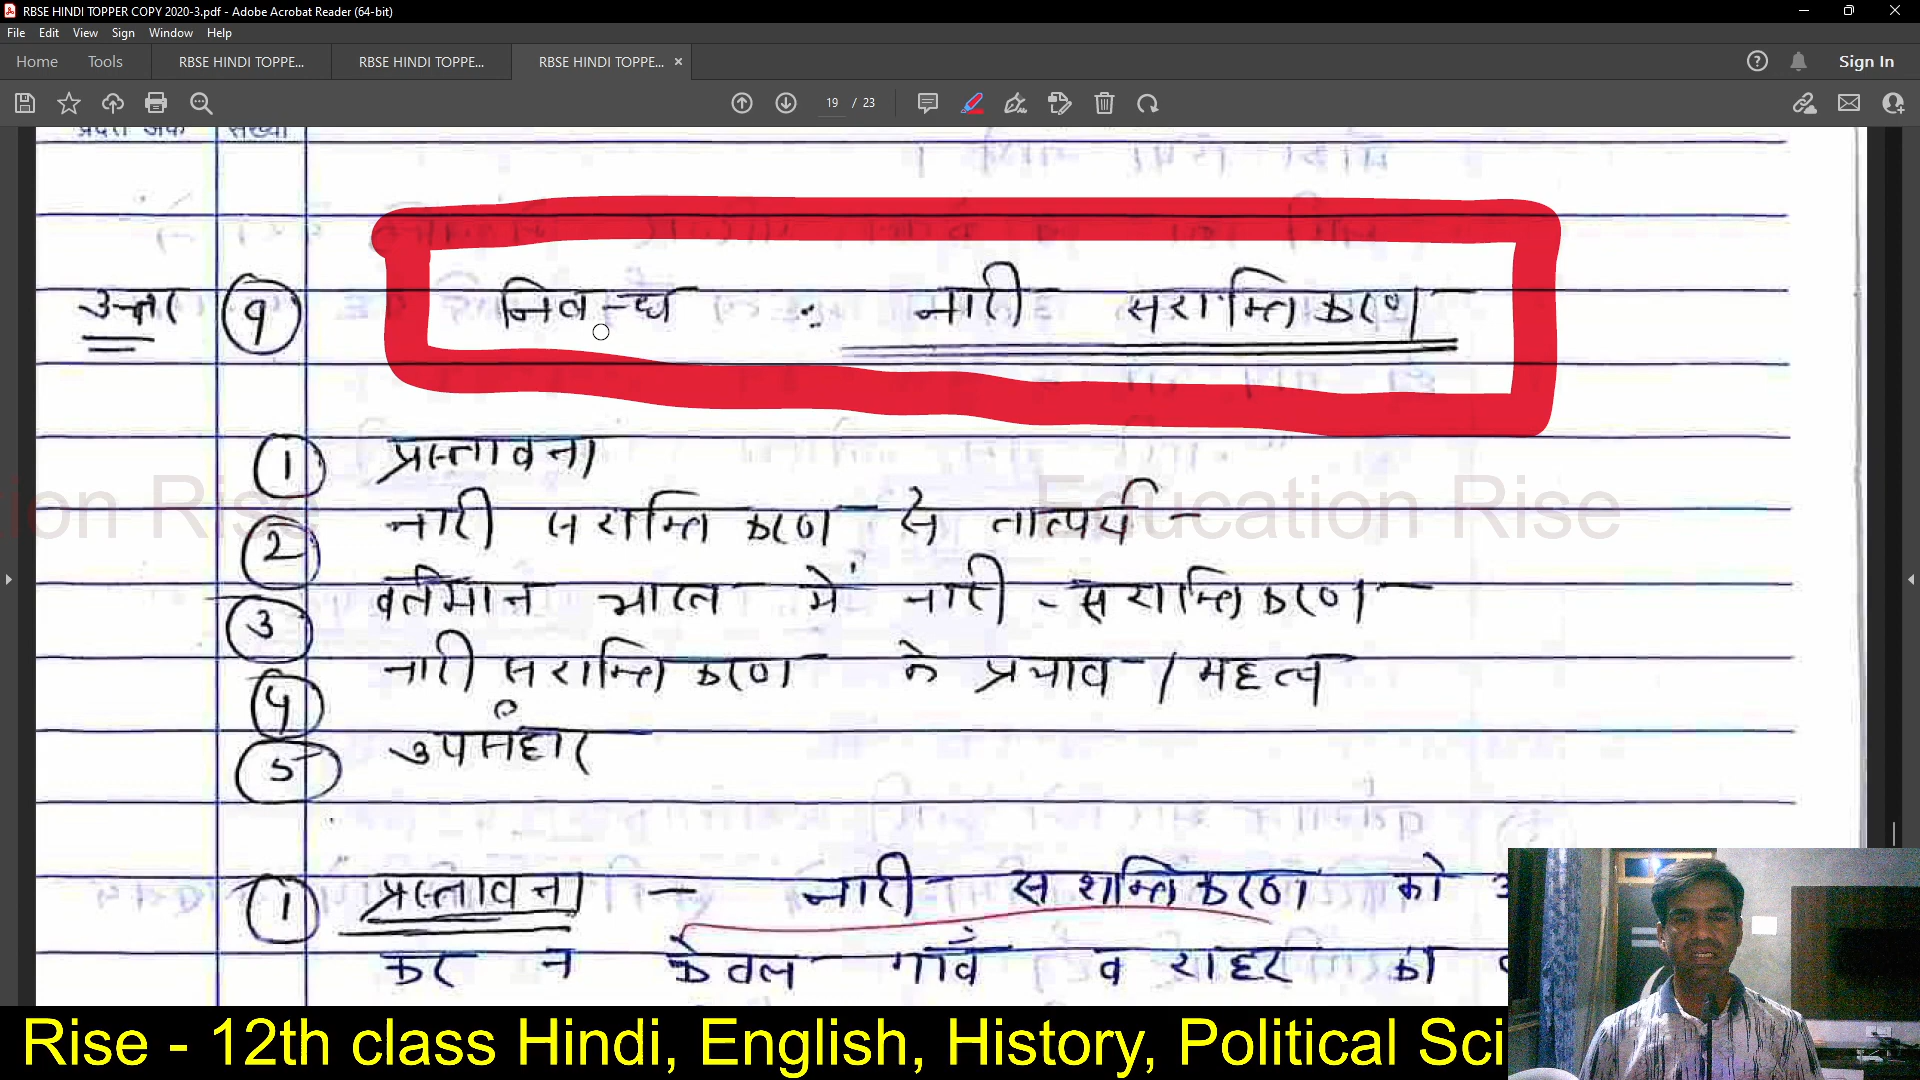 RBSE HINDI TOPPER COPY 2020-3.pdf - Adobe Acrobat Reader (64-bit)
File Edit View Sign Window Help
Home Tools RBSE HINDI TOPPE... RBSE HINDI TOPPE... RBSE HINDI TOPPE... × Sign In
19 / 23
प्रदत्त अंक संख्या
उत्तर ९ निबन्ध : नारी सशक्तिकरण
1 प्रस्तावना
2 नारी सशक्तिकरण से तात्पर्य -
3 वर्तमान भारत में नारी - सशक्तिकरण
4 नारी सशक्तिकरण के प्रभाव / महत्व
5 उपसंहार
Education Rise
1 प्रस्तावना - नारी सशक्तिकरण को
कर न केवल गाँव व शहर का
Rise - 12th class Hindi, English, History, Political Sci